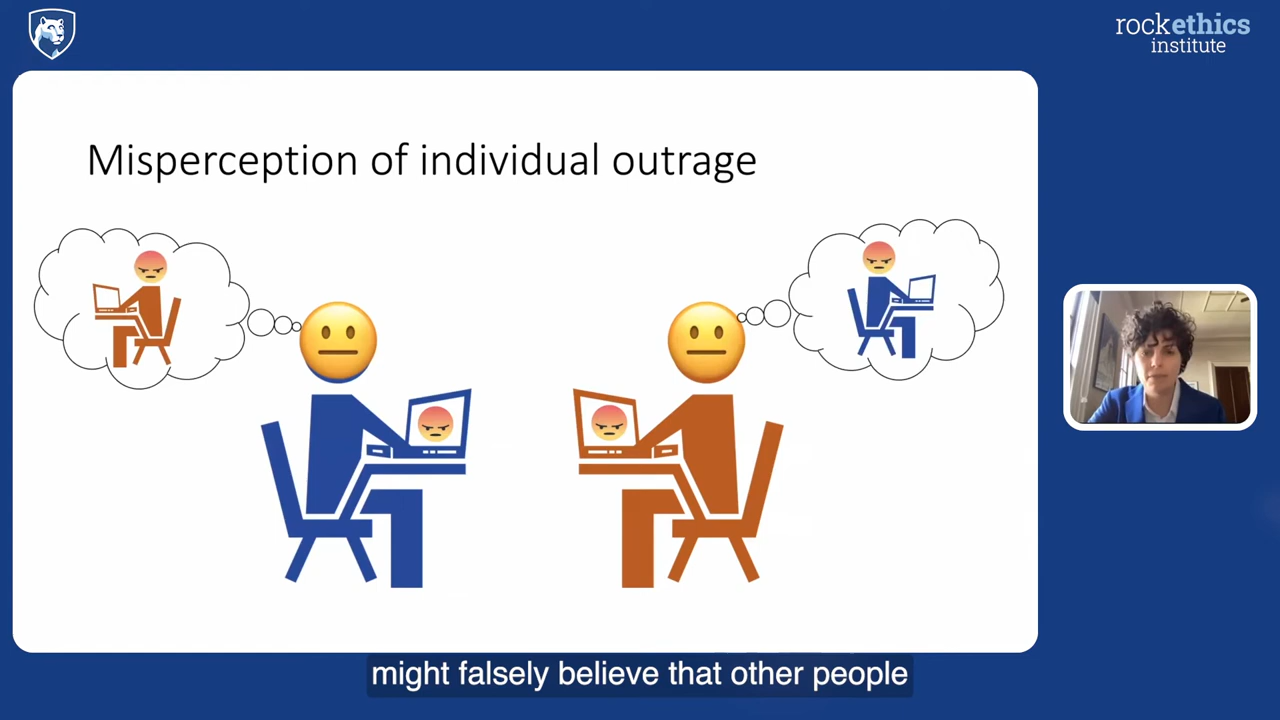 rockethics
institute
Misperception of individual outrage
might falsely believe that other people